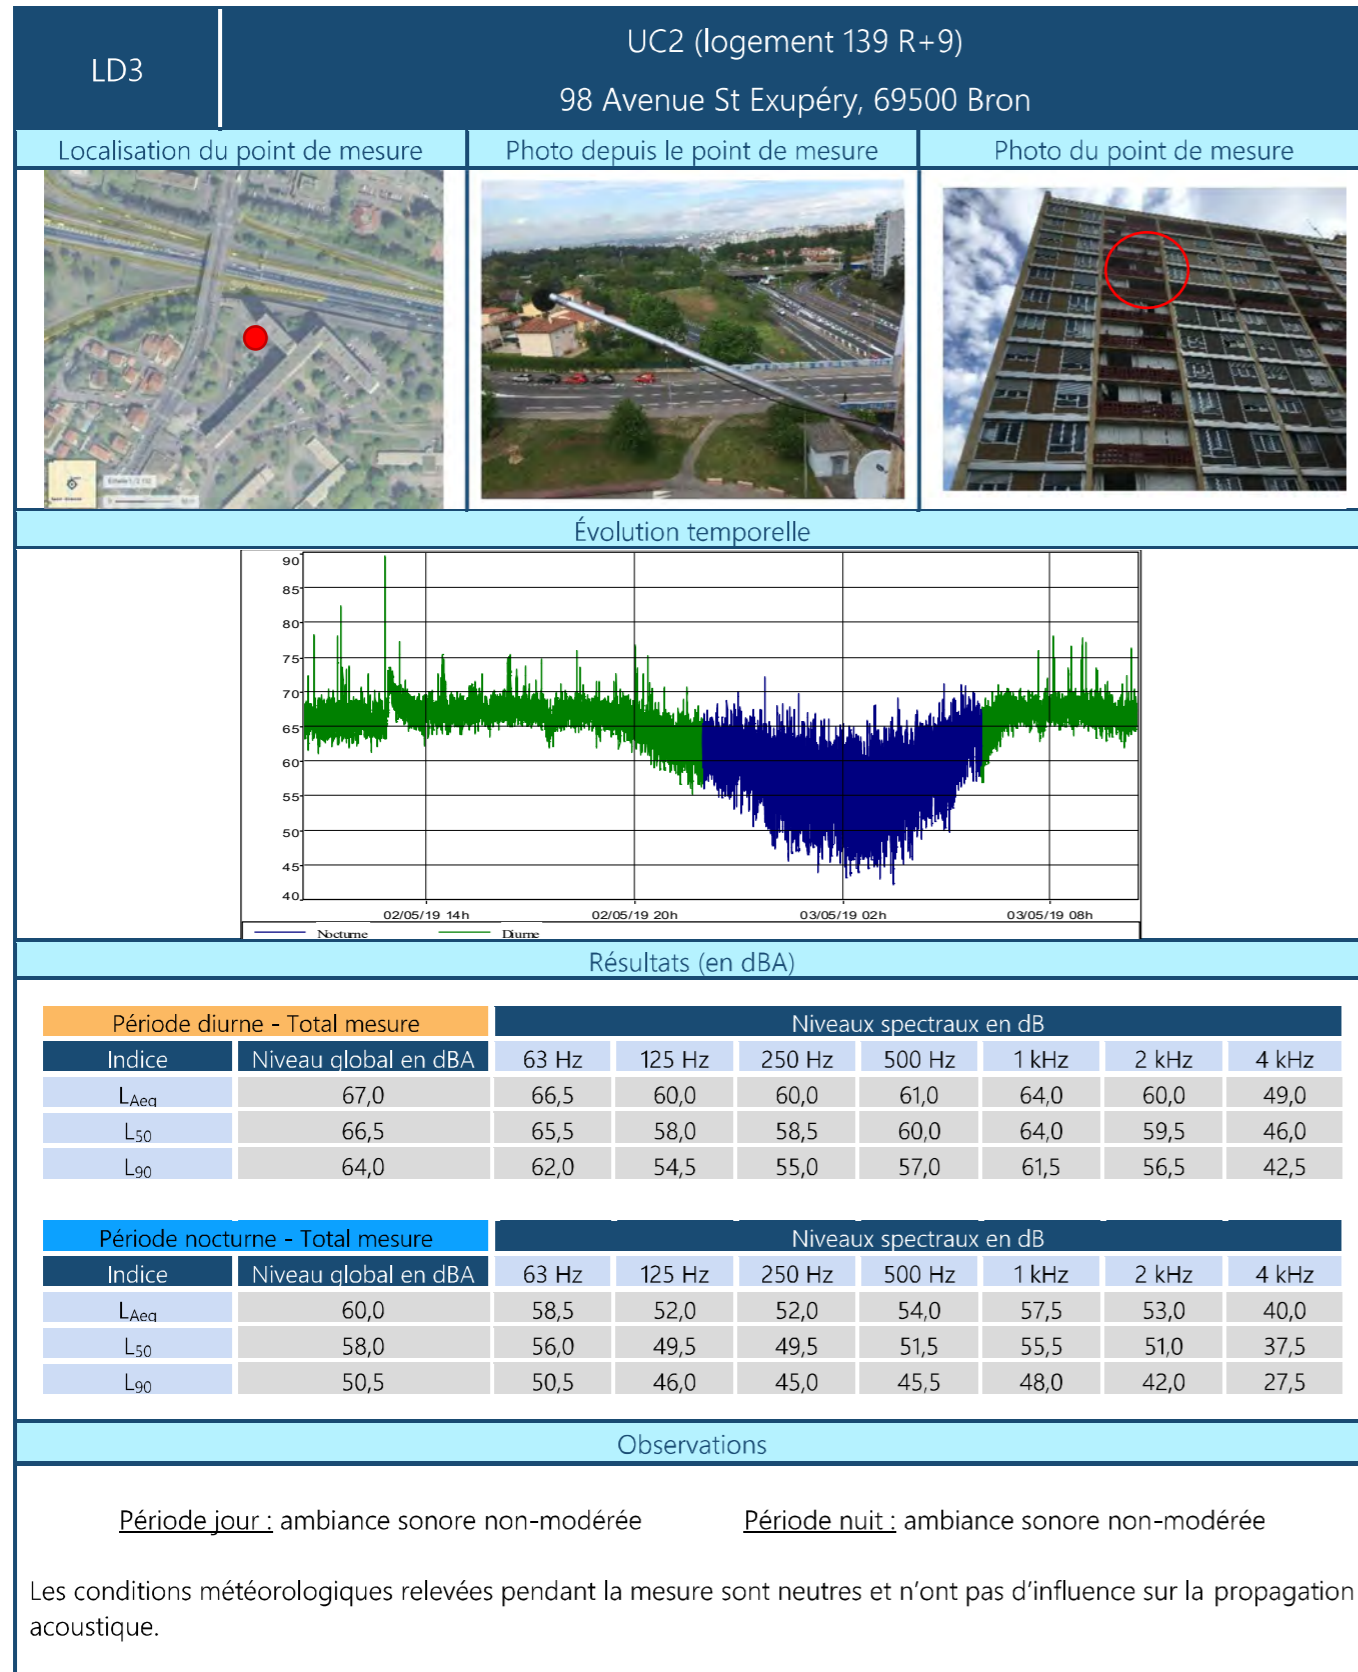 LD3
UC2 (logement 139 R+9)
98 Avenue St Exupéry, 69500 Bron
Localisation du point de mesure Photo depuis le point de mesure Photo du point de mesure
Évolution temporelle
90
85
80
75
70
65
60
55
50
45
40
02/05/19 14h 02/05/19 20h 03/05/19 02h 03/05/19 08h
Nocturne Diurne
Résultats (en dBA)
Période diurne - Total mesure Niveaux spectraux en dB
Indice Niveau global en dBA 63 Hz 125 Hz 250 Hz 500 Hz 1 kHz 2 kHz 4 kHz
LAeq 67,0 66,5 60,0 60,0 61,0 64,0 60,0 49,0
L50 66,5 65,5 58,0 58,5 60,0 64,0 59,5 46,0
L90 64,0 62,0 54,5 55,0 57,0 61,5 56,5 42,5
Période nocturne - Total mesure Niveaux spectraux en dB
Indice Niveau global en dBA 63 Hz 125 Hz 250 Hz 500 Hz 1 kHz 2 kHz 4 kHz
LAeq 60,0 58,5 52,0 52,0 54,0 57,5 53,0 40,0
L50 58,0 56,0 49,5 49,5 51,5 55,5 51,0 37,5
L90 50,5 50,5 46,0 45,0 45,5 48,0 42,0 27,5
Observations
Période jour : ambiance sonore non-modérée Période nuit : ambiance sonore non-modérée
Les conditions météorologiques relevées pendant la mesure sont neutres et n’ont pas d’influence sur la propagation
acoustique.